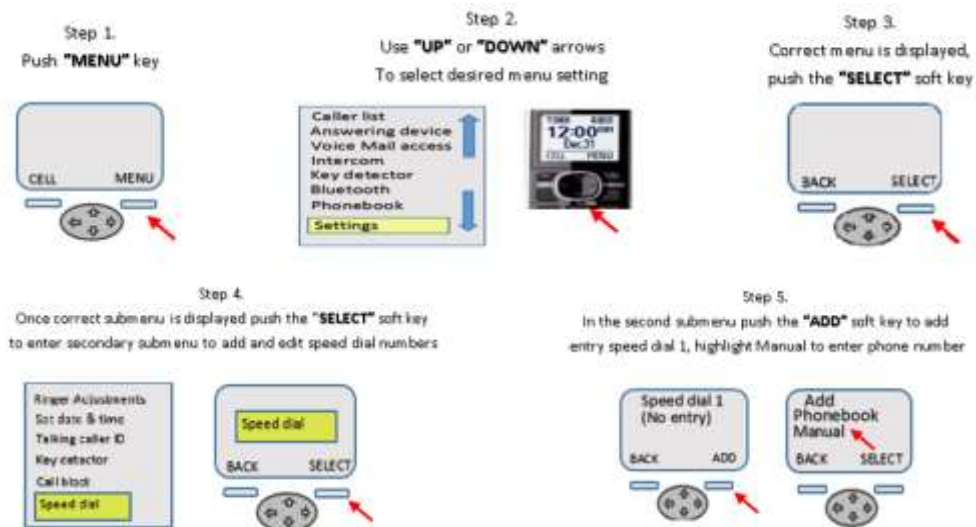 Step 1.
Push "MENU" key
CELL MENU
Step 2.
Use "UP" or "DOWN" arrows
To select desired menu setting
Caller list
Answering device
Voice Mail access
Intercom
Key detector
Bluetooth
Phonebook
Settings
12:00
Dec.31
CELL MENU
Step 3.
Correct menu is displayed,
push the "SELECT" soft key
BACK SELECT
Step 4.
Once correct submenu is displayed push the "SELECT" soft key
to enter secondary submenu to add and edit speed dial numbers
Ringer Adjustments
Set date & time
Talking caller ID
Key detector
Call block
Speed dial
Speed dial
BACK SELECT
Step 5.
In the second submenu push the "ADD" soft key to add
entry speed dial 1, highlight Manual to enter phone number
Speed dial 1
(No entry)
BACK ADD
Add
Phonebook
Manual
BACK SELECT